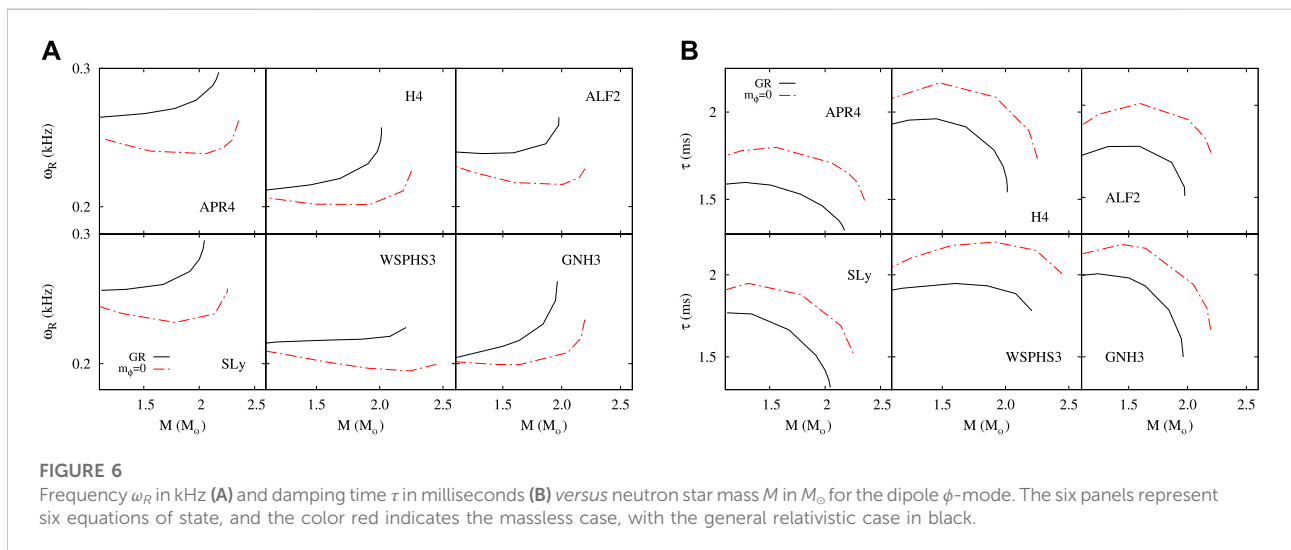 A
B
0.3
0.2
0.3
0.2
ω_R (kHz)
ω_R (kHz)
APR4
H4
ALF2
SLy
WSPHS3
GNH3
GR
m_ϕ=0
1.5 2 2.5
1.5 2.0 2.5
1.5 2.0 2.5
M (M_⊙)
M (M_⊙)
M (M_⊙)
2
1.5
2
1.5
τ (ms)
τ (ms)
GR
m_ϕ=0
APR4
H4
ALF2
SLy
WSPHS3
GNH3
1.5 2 2.5
1.5 2.0 2.5
1.5 2.0 2.5
M (M_⊙)
M (M_⊙)
M (M_⊙)
FIGURE 6
Frequency ω_R in kHz (A) and damping time τ in milliseconds (B) versus neutron star mass M in M_⊙ for the dipole ϕ-mode. The six panels represent
six equations of state, and the color red indicates the massless case, with the general relativistic case in black.